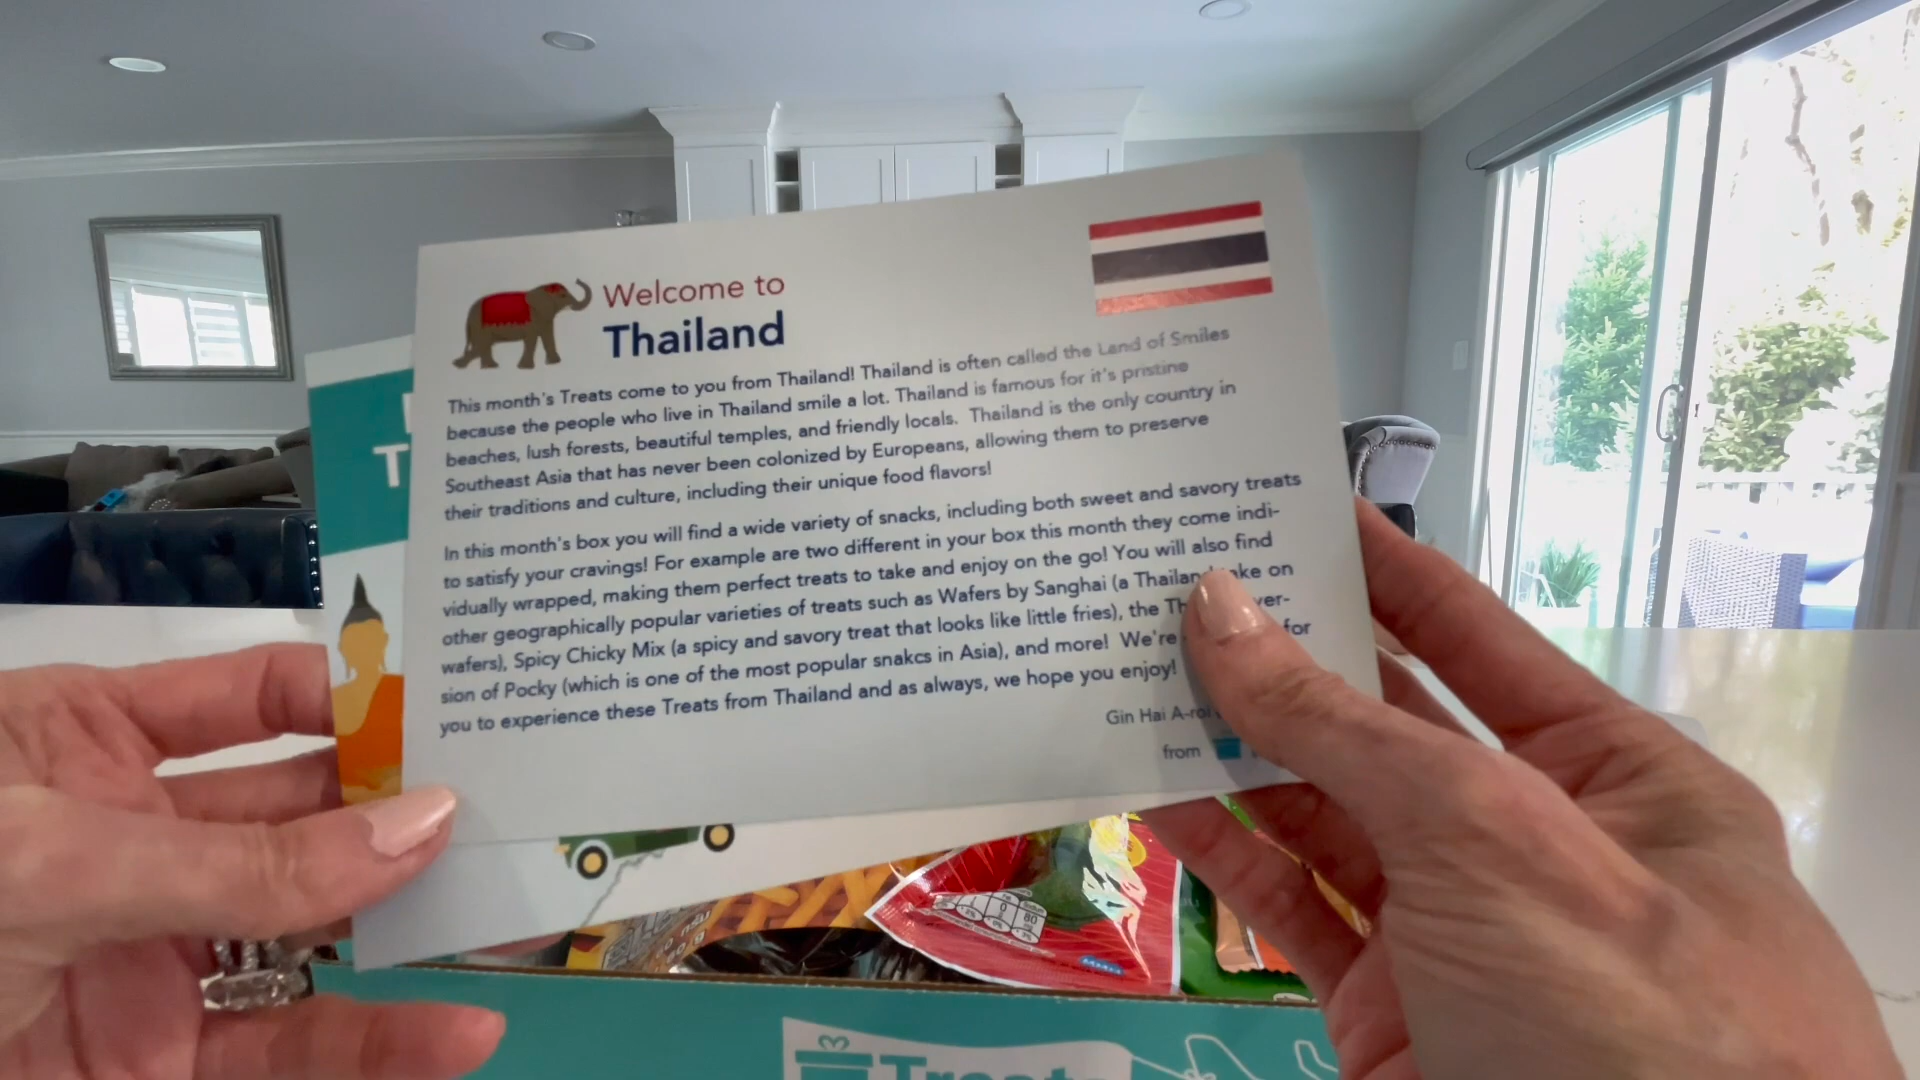 Welcome to
Thailand
This month's Treats come to you from Thailand! Thailand is often called the Land of Smiles
because the people who live in Thailand smile a lot. Thailand is famous for it's pristine
beaches, lush forests, beautiful temples, and friendly locals. Thailand is the only country in
Southeast Asia that has never been colonized by Europeans, allowing them to preserve
their traditions and culture, including their unique food flavors!
In this month's box you will find a wide variety of snacks, including both sweet and savory treats
to satisfy your cravings! For example are two different in your box this month they come indi-
vidually wrapped, making them perfect treats to take and enjoy on the go! You will also find
other geographically popular varieties of treats such as Wafers by Sanghai (a Thailand on
wafers), Spicy Chicky Mix (a spicy and savory treat that looks like little fries), the ver-
sion of Pocky (which is one of the most popular snakcs in Asia), and more! We're for
you to experience these Treats from Thailand and as always, we hope you enjoy!
Gin Hai A-roi
from
T
0 80
Treats